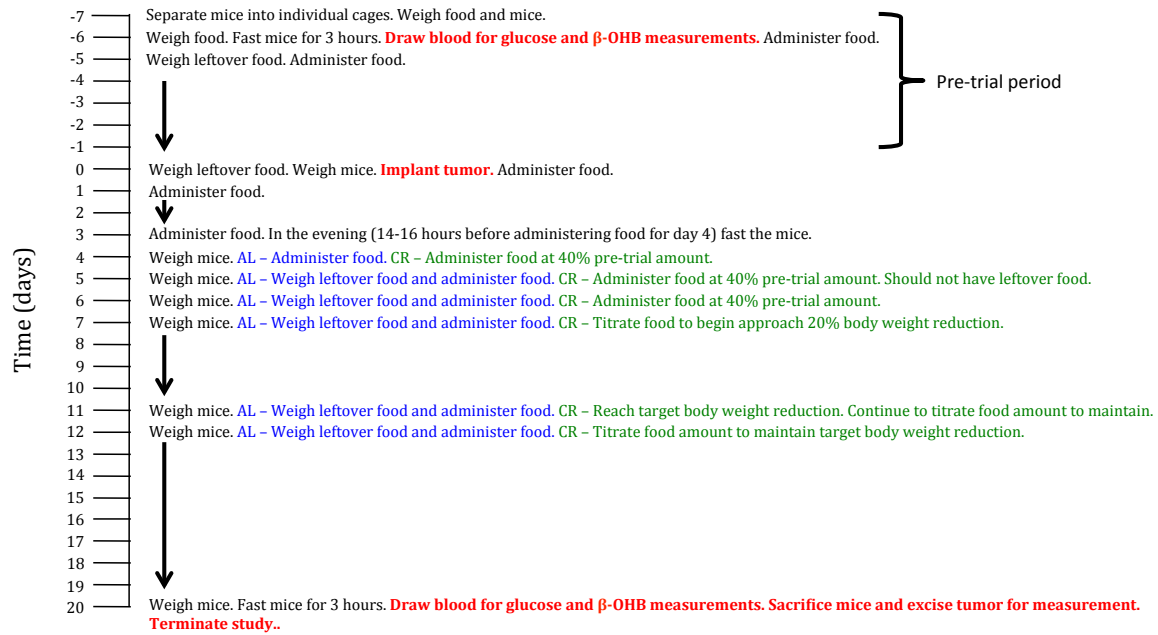 -7 Separate mice into individual cages. Weigh food and mice.
-6 Weigh food. Fast mice for 3 hours. Draw blood for glucose and β-OHB measurements. Administer food.
-5 Weigh leftover food. Administer food.
-4
Pre-trial period
-3
-2
-1
0 Weigh leftover food. Weigh mice. Implant tumor. Administer food.
1 Administer food.
2
3 Administer food. In the evening (14-16 hours before administering food for day 4) fast the mice.
4 Weigh mice. AL – Administer food. CR – Administer food at 40% pre-trial amount.
5 Weigh mice. AL – Weigh leftover food and administer food. CR – Administer food at 40% pre-trial amount. Should not have leftover food.
6 Weigh mice. AL – Weigh leftover food and administer food. CR – Administer food at 40% pre-trial amount.
7 Weigh mice. AL – Weigh leftover food and administer food. CR – Titrate food to begin approach 20% body weight reduction.
8
9
10
11 Weigh mice. AL – Weigh leftover food and administer food. CR – Reach target body weight reduction. Continue to titrate food amount to maintain.
12 Weigh mice. AL – Weigh leftover food and administer food. CR – Titrate food amount to maintain target body weight reduction.
13
14
15
16
17
18
19
20 Weigh mice. Fast mice for 3 hours. Draw blood for glucose and β-OHB measurements. Sacrifice mice and excise tumor for measurement.
Terminate study..
Time (days)